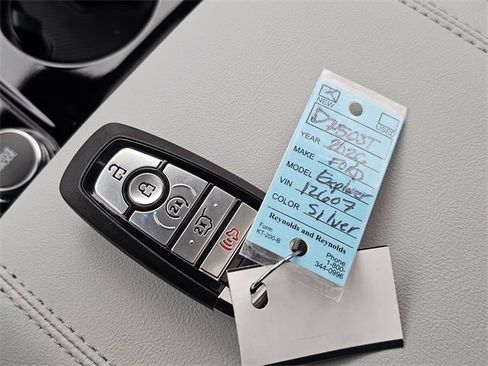 NEW
USED
D2503T
YEAR 2026
MAKE FORD
MODEL Explorer
VIN 12607
COLOR Silver
Reynolds and Reynolds
Form
KT-200-B
Phone
1-800-
344-0996